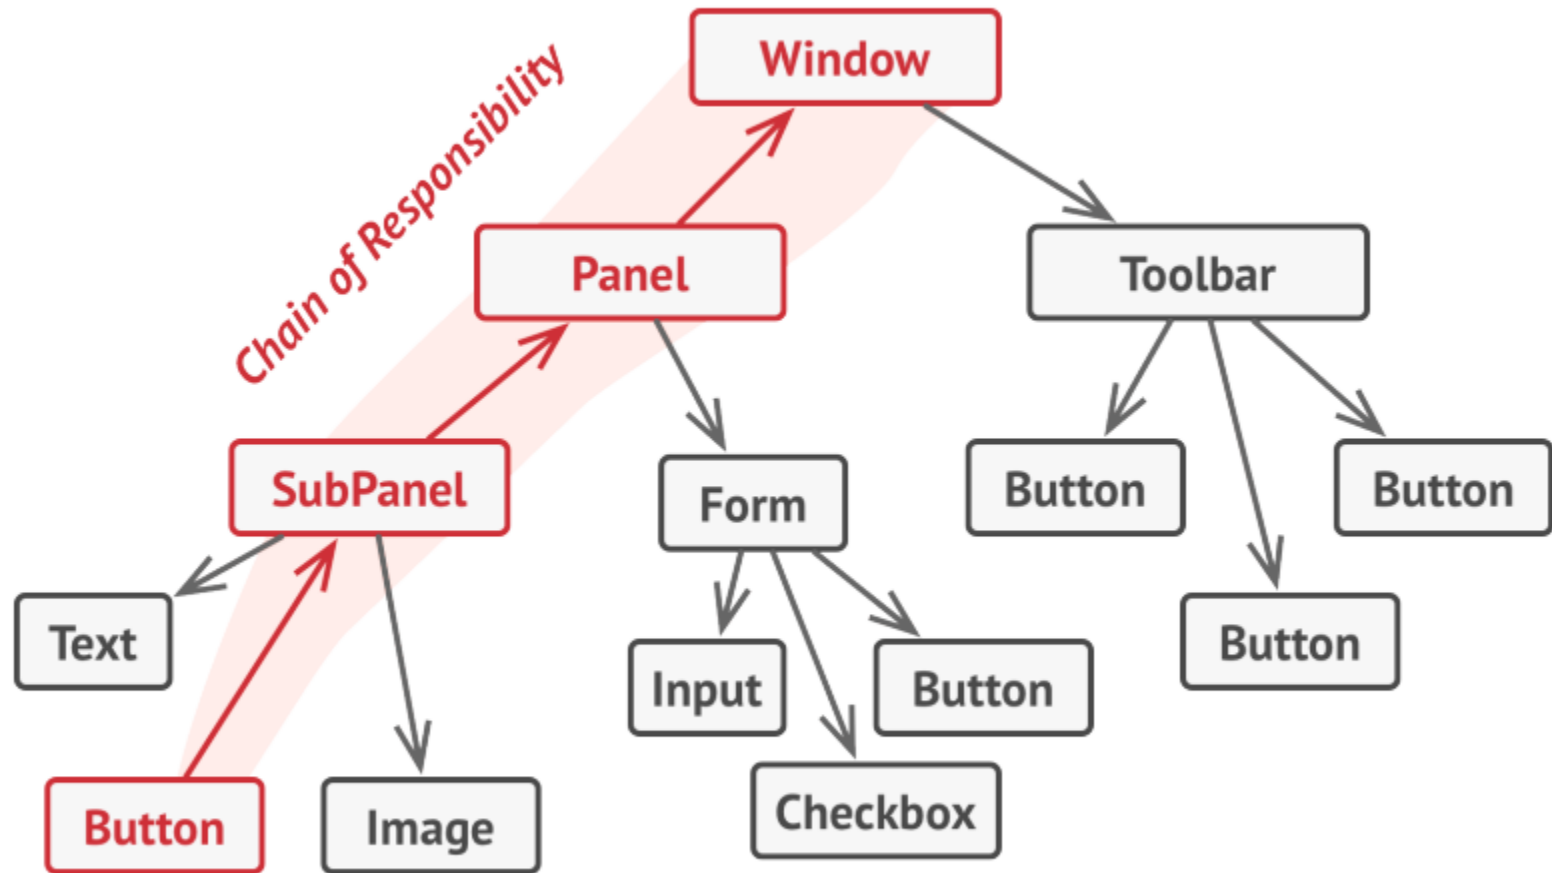 Window
Chain of Responsibility
Panel
Toolbar
SubPanel
Form
Button
Button
Text
Input
Button
Button
Button
Image
Checkbox